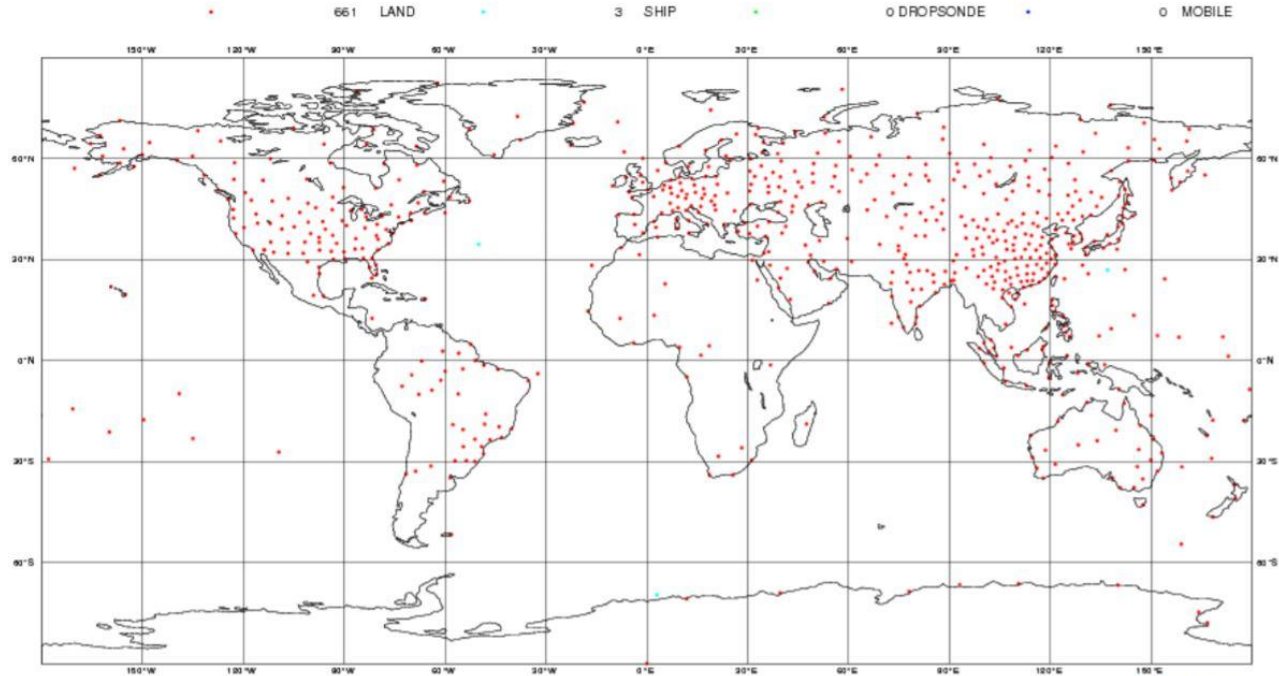 661 LAND 3 SHIP 0 DROPSONDE 0 MOBILE
150°W 120°W 90°W 60°W 30°W 0°E 30°E 60°E 90°E 120°E 150°E
60°N 60°N
30°N 30°N
0°N 0°N
30°S 30°S
60°S 60°S
150°W 120°W 90°W 60°W 30°W 0°E 30°E 60°E 90°E 120°E 150°E